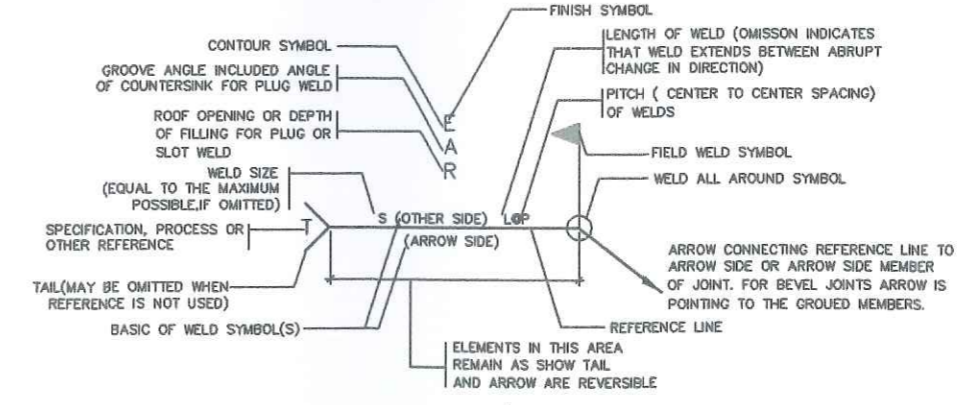 FINISH SYMBOL
CONTOUR SYMBOL
LENGTH OF WELD (OMISSON INDICATES
THAT WELD EXTENDS BETWEEN ABRUPT
CHANGE IN DIRECTION)
GROOVE ANGLE INCLUDED ANGLE
OF COUNTERSINK FOR PLUG WELD
PITCH ( CENTER TO CENTER SPACING)
OF WELDS
ROOF OPENING OR DEPTH
OF FILLING FOR PLUG OR
SLOT WELD
E
A
R
FIELD WELD SYMBOL
WELD SIZE
(EQUAL TO THE MAXIMUM
POSSIBLE,IF OMITTED)
WELD ALL AROUND SYMBOL
S (OTHER SIDE) L@P
(ARROW SIDE)
T
SPECIFICATION, PROCESS OR
OTHER REFERENCE
ARROW CONNECTING REFERENCE LINE TO
ARROW SIDE OR ARROW SIDE MEMBER
OF JOINT. FOR BEVEL JOINTS ARROW IS
POINTING TO THE GROUED MEMBERS.
TAIL(MAY BE OMITTED WHEN
REFERENCE IS NOT USED)
BASIC OF WELD SYMBOL(S)
REFERENCE LINE
ELEMENTS IN THIS AREA
REMAIN AS SHOW TAIL
AND ARROW ARE REVERSIBLE